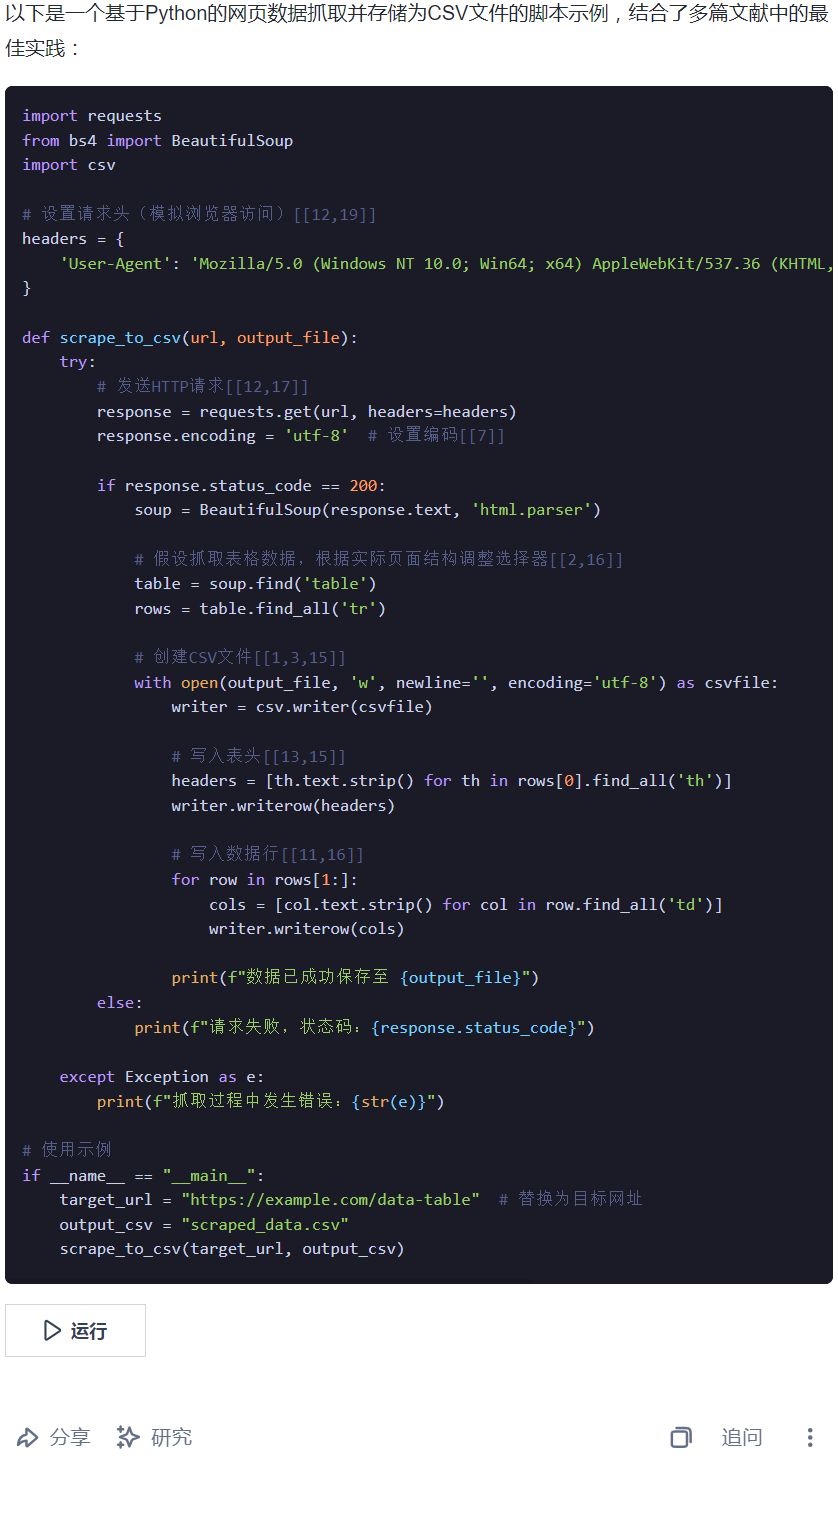 以下是一个基于Python的网页数据抓取并存储为CSV文件的脚本示例，结合了多篇文献中的最
佳实践：
import requests
from bs4 import BeautifulSoup
import csv
# 设置请求头（模拟浏览器访问）[[12,19]]
headers = {
    'User-Agent': 'Mozilla/5.0 (Windows NT 10.0; Win64; x64) AppleWebKit/537.36 (KHTML,
}
def scrape_to_csv(url, output_file):
    try:
        # 发送HTTP请求[[12,17]]
        response = requests.get(url, headers=headers)
        response.encoding = 'utf-8'  # 设置编码[[7]]
        if response.status_code == 200:
            soup = BeautifulSoup(response.text, 'html.parser')
            # 假设抓取表格数据，根据实际页面结构调整选择器[[2,16]]
            table = soup.find('table')
            rows = table.find_all('tr')
            # 创建CSV文件[[1,3,15]]
            with open(output_file, 'w', newline='', encoding='utf-8') as csvfile:
                writer = csv.writer(csvfile)
                # 写入表头[[13,15]]
                headers = [th.text.strip() for th in rows[0].find_all('th')]
                writer.writerow(headers)
                # 写入数据行[[11,16]]
                for row in rows[1:]:
                    cols = [col.text.strip() for col in row.find_all('td')]
                    writer.writerow(cols)
                print(f"数据已成功保存至 {output_file}")
        else:
            print(f"请求失败，状态码：{response.status_code}")
    except Exception as e:
        print(f"抓取过程中发生错误：{str(e)}")
# 使用示例
if __name__ == "__main__":
    target_url = "https://example.com/data-table"  # 替换为目标网址
    output_csv = "scraped_data.csv"
    scrape_to_csv(target_url, output_csv)
运行
分享 研究 追问